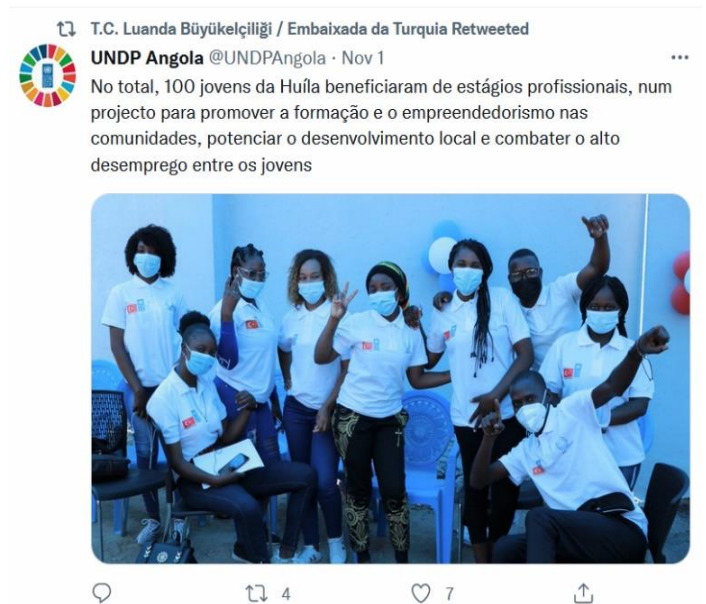 T.C. Luanda Büyükelçiliği / Embaixada da Turquia Retweeted
UNDP Angola @UNDPAngola · Nov 1
No total, 100 jovens da Huíla beneficiaram de estágios profissionais, num
projecto para promover a formação e o empreendedorismo nas
comunidades, potenciar o desenvolvimento local e combater o alto
desemprego entre os jovens
4 7